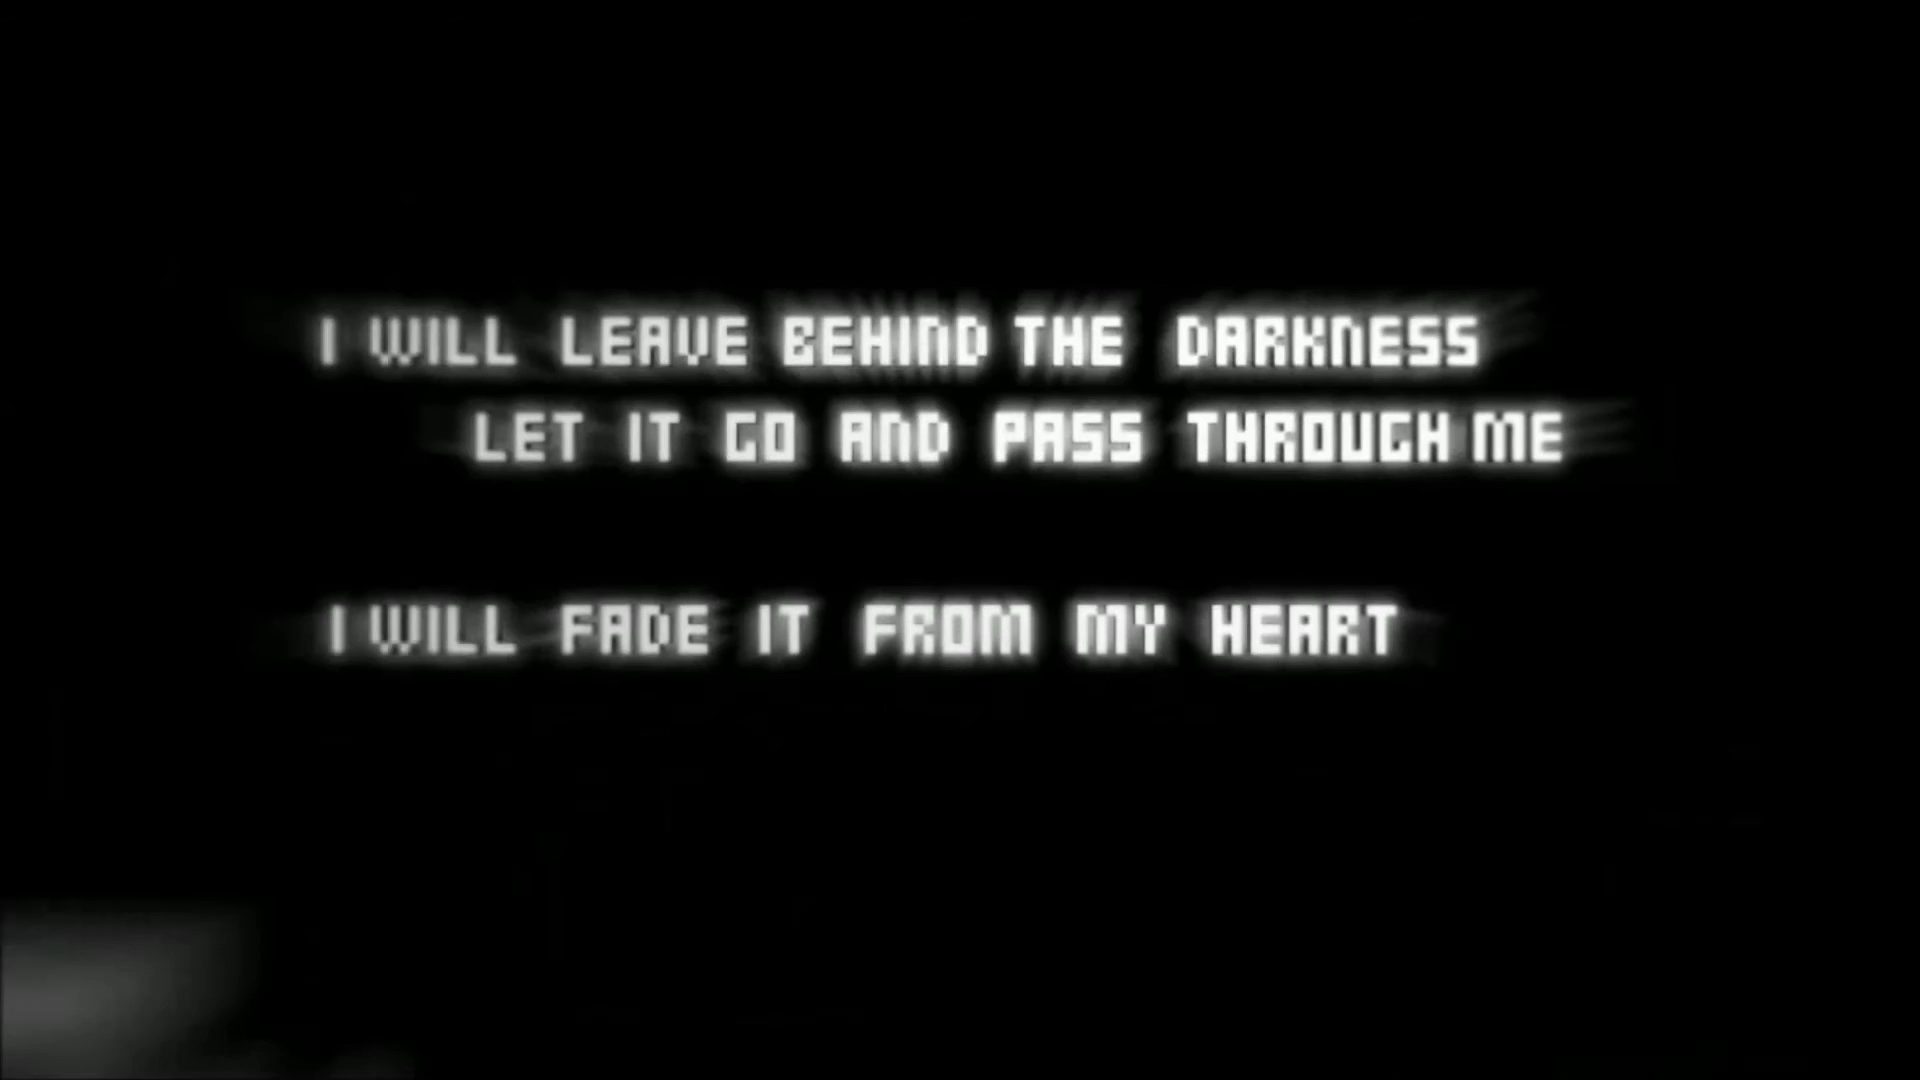 I WILL LEAVE BEHIND THE DARKNESS
LET IT GO AND PASS THROUGH ME
I WILL FADE IT FROM MY HEART